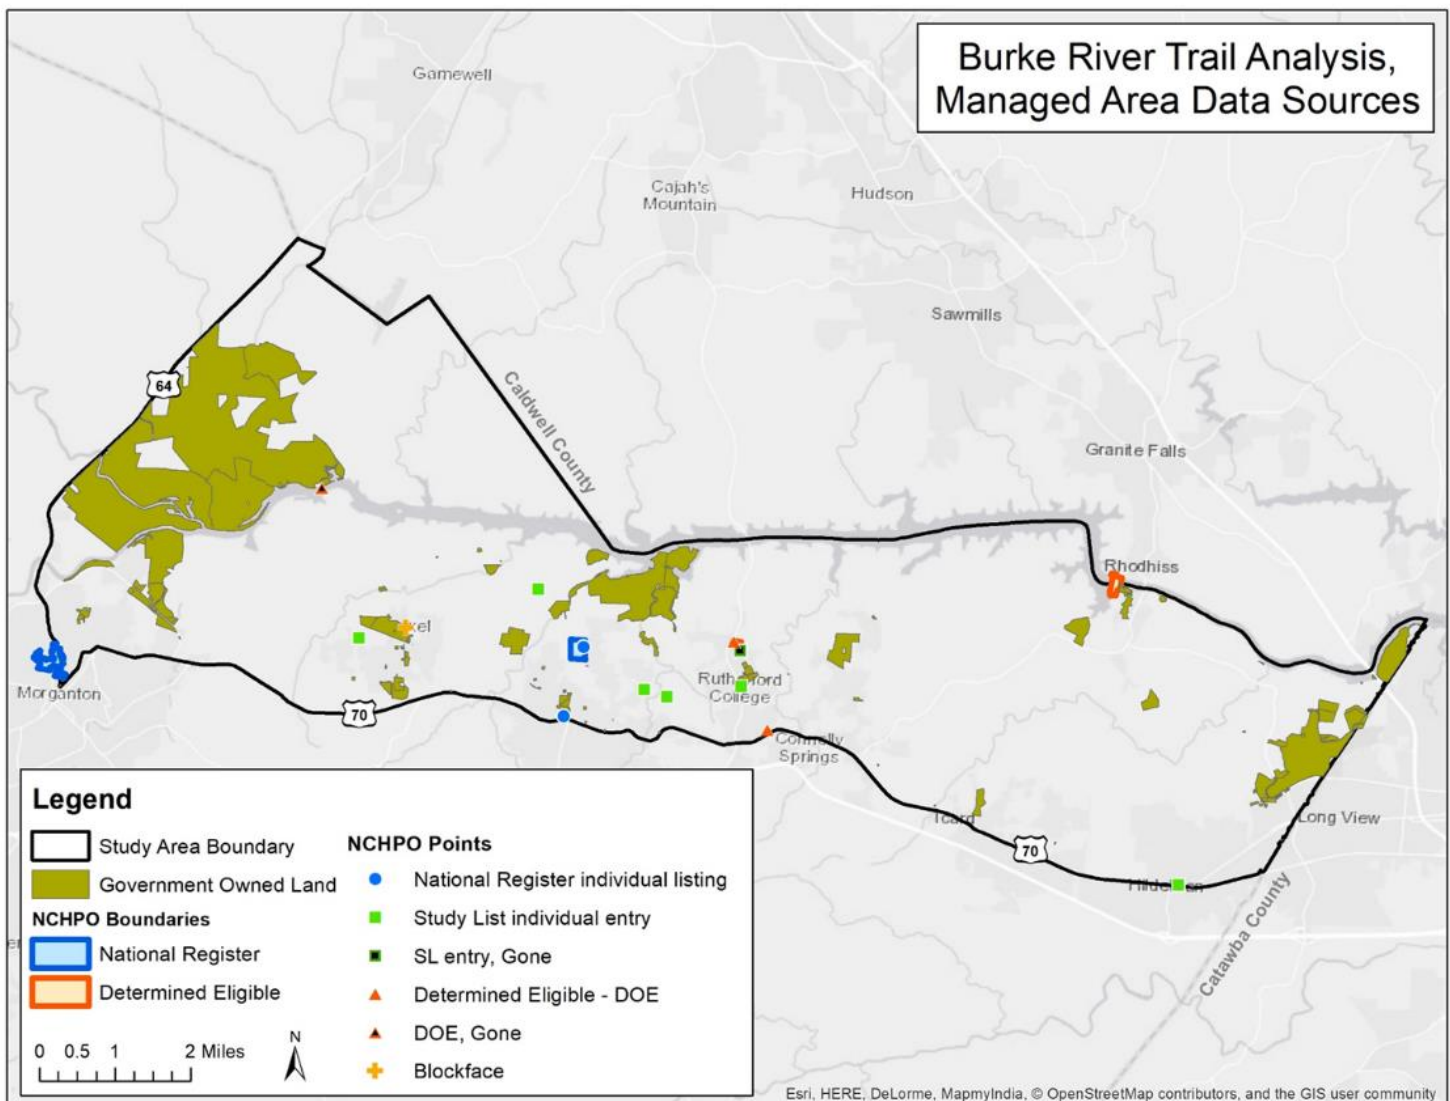 Burke River Trail Analysis,
Managed Area Data Sources
Gamewell
Cajah's
Mountain
Hudson
Sawmills
64
Caldwell County
Granite Falls
Rhodhiss
Morganton
70
Rutherford
College
Connelly
Springs
Icard
Long View
70
Catawba County
Legend
Study Area Boundary
Government Owned Land
NCHPO Boundaries
National Register
Determined Eligible
0 0.5 1 2 Miles
N
NCHPO Points
National Register individual listing
Study List individual entry
SL entry, Gone
Determined Eligible - DOE
DOE, Gone
Blockface
Esri, HERE, DeLorme, MapmyIndia, © OpenStreetMap contributors, and the GIS user community